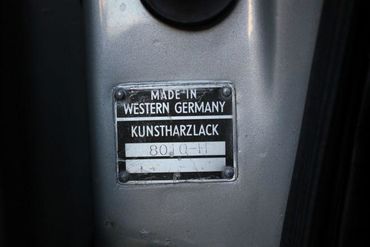 MADE IN
WESTERN GERMANY
KUNSTHARZLACK
8010-H